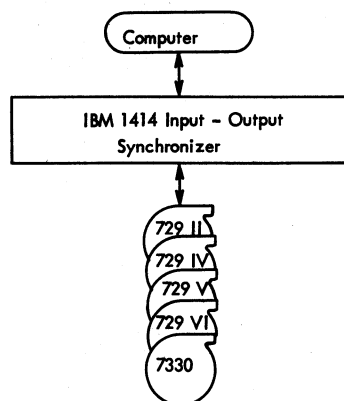 Computer
IBM 1414 Input - Output
Synchronizer
729 II
729 IV
729 V
729 VI
7330